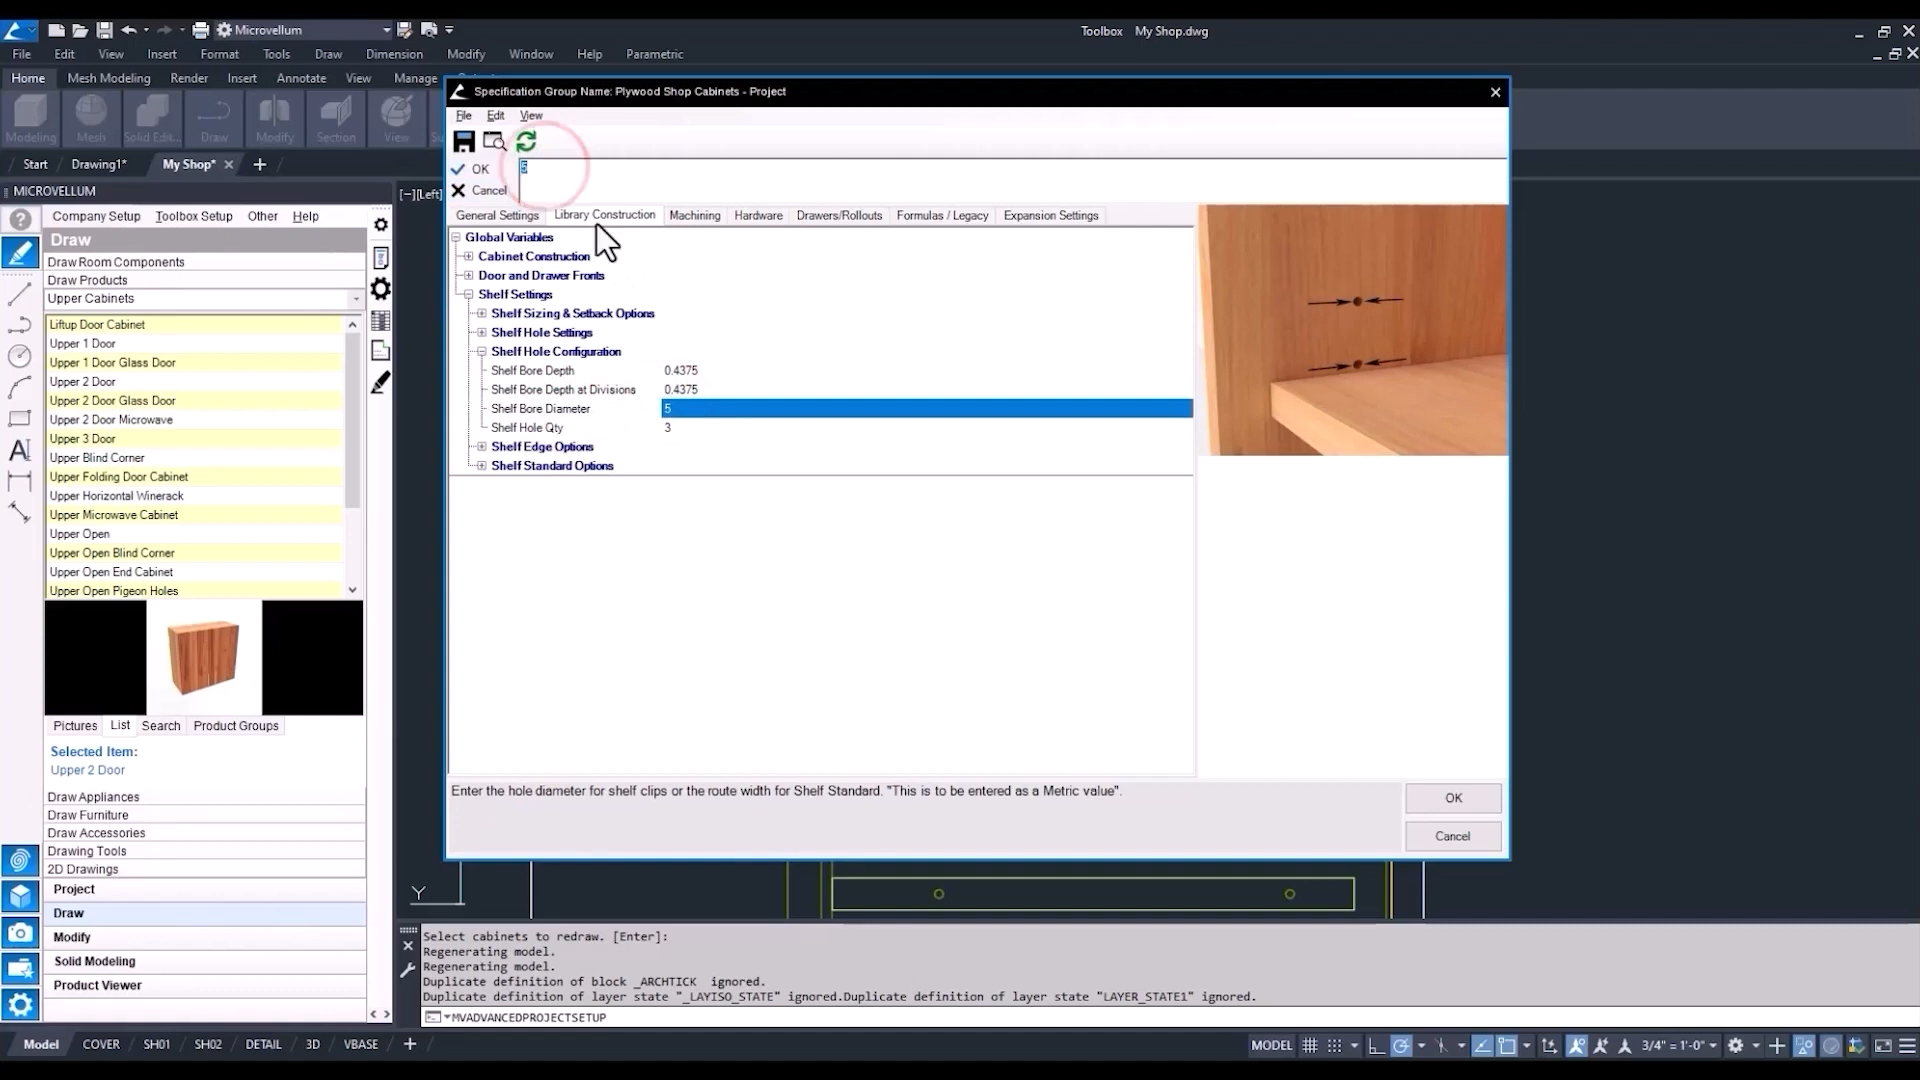 Microvellum
Toolbox My Shop.dwg
File Edit View Insert Format Tools Draw Dimension Modify Window Help Parametric
Home Mesh Modeling Render Insert Annotate View Manage
Modeling Mesh Solid Edit... Draw Modify Section View
Start Drawing1* My Shop*
MICROVELLUM
Company Setup Toolbox Setup Other Help
Draw
Draw Room Components
Draw Products
Upper Cabinets
Liftup Door Cabinet
Upper 1 Door
Upper 1 Door Glass Door
Upper 2 Door
Upper 2 Door Glass Door
Upper 2 Door Microwave
Upper 3 Door
Upper Blind Corner
Upper Folding Door Cabinet
Upper Horizontal Winerack
Upper Microwave Cabinet
Upper Open
Upper Open Blind Corner
Upper Open End Cabinet
Upper Open Pigeon Holes
Pictures List Search Product Groups
Selected Item:
Upper 2 Door
Draw Appliances
Draw Furniture
Draw Accessories
Drawing Tools
2D Drawings
Project
Draw
Modify
Solid Modeling
Product Viewer
[−][Left]
Specification Group Name: Plywood Shop Cabinets - Project
File Edit View
OK
5
Cancel
General Settings Library Construction Machining Hardware Drawers/Rollouts Formulas / Legacy Expansion Settings
Global Variables
Cabinet Construction
Door and Drawer Fronts
Shelf Settings
Shelf Sizing & Setback Options
Shelf Hole Settings
Shelf Hole Configuration
Shelf Bore Depth 0.4375
Shelf Bore Depth at Divisions 0.4375
Shelf Bore Diameter 5
Shelf Hole Qty 3
Shelf Edge Options
Shelf Standard Options
Enter the hole diameter for shelf clips or the route width for Shelf Standard. "This is to be entered as a Metric value".
OK
Cancel
Y
Select cabinets to redraw. [Enter]:
Regenerating model.
Regenerating model.
Duplicate definition of block _ARCHTICK ignored.
Duplicate definition of layer state "_LAYISO_STATE" ignored.Duplicate definition of layer state "LAYER_STATE1" ignored.
MVADVANCEDPROJECTSETUP
Model COVER SH01 SH02 DETAIL 3D VBASE
MODEL 3/4" = 1'-0"